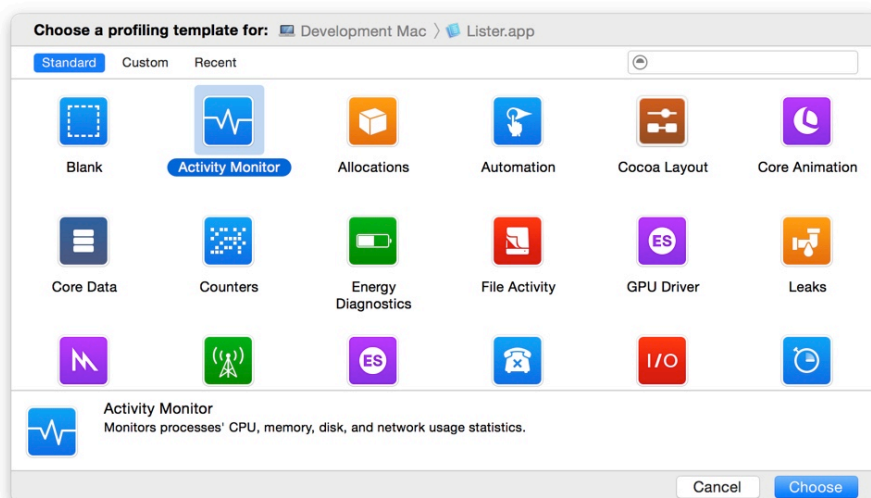 Choose a profiling template for: Development Mac 〉 Lister.app
Standard Custom Recent
Blank Activity Monitor Allocations Automation Cocoa Layout Core Animation
Core Data Counters Energy Diagnostics File Activity GPU Driver Leaks
ES
ES
I/O
Activity Monitor
Monitors processes' CPU, memory, disk, and network usage statistics.
Cancel Choose